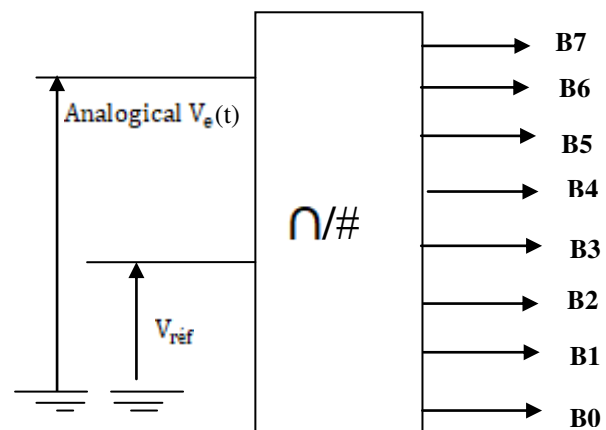 B7
Analogical Vₑ(t)
B6
B5
B4
∩/#
B3
B2
Vréf
B1
B0